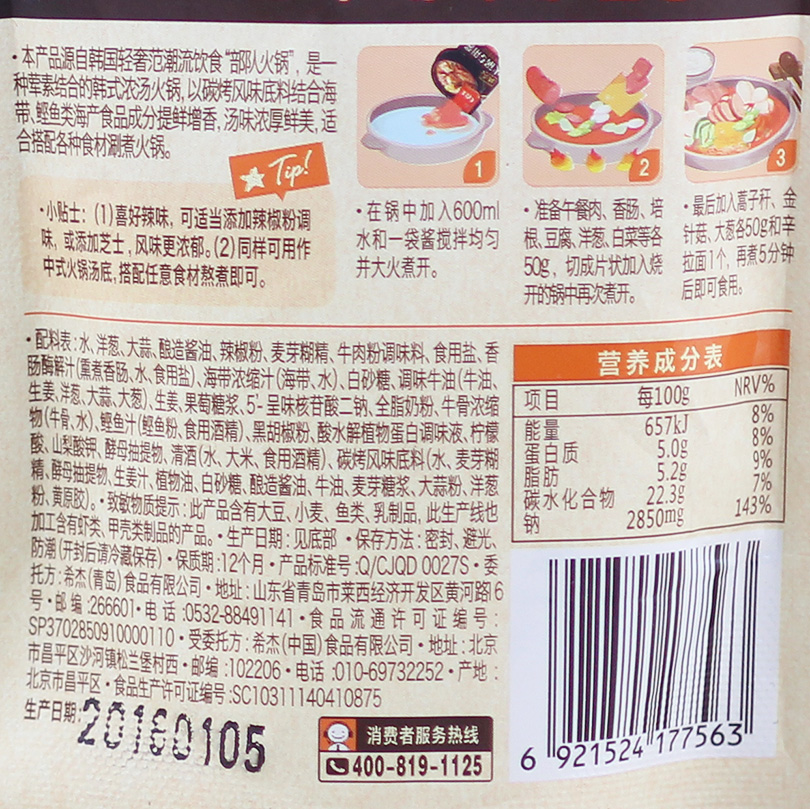 ·本产品源自韩国轻奢范潮流饮食“部队火锅”，是一
种荤素结合的韩式浓汤火锅，以碳烤风味底料结合海
带、鲣鱼类海产食品成分提鲜增香，汤味浓厚鲜美，适
合搭配各种食材涮煮火锅。
Tip!
·小贴士：(1)喜好辣味，可适当添加辣椒粉调
味，或添加芝士，风味更浓郁。(2)同样可用作
中式火锅汤底，搭配任意食材熬煮即可。
1
·在锅中加入600ml
水和一袋酱搅拌均匀
并大火煮开。
2
·准备午餐肉、香肠、培
根、豆腐、洋葱、白菜等各
50g，切成片状加入烧
开的锅中再次煮开。
3
·最后加入蒿子秆、金
针菇、大葱各50g和辛
拉面1个，再煮5分钟
后即可食用。
·配料表：水、洋葱、大蒜、酿造酱油、辣椒粉、麦芽糊精、牛肉粉调味料、食用盐、香
肠酶解汁(熏煮香肠、水、食用盐)、海带浓缩汁(海带、水)、白砂糖、调味牛油(牛油、
生姜、洋葱、大蒜、大葱)、生姜、果葡糖浆、5'-呈味核苷酸二钠、全脂奶粉、牛骨浓缩
物(牛骨、水)、鲣鱼汁(鲣鱼粉、食用酒精)、黑胡椒粉、酸水解植物蛋白调味液、柠檬
酸、山梨酸钾、酵母抽提物、清酒(水、大米、食用酒精)、碳烤风味底料(水、麦芽糊
精、酵母抽提物、生姜汁、植物油、白砂糖、酿造酱油、牛油、麦芽糖浆、大蒜粉、洋葱
粉、黄原胶)。·致敏物质提示：此产品含有大豆、小麦、鱼类、乳制品，此生产线也
加工含有虾类、甲壳类制品的产品。·生产日期：见底部·保存方法：密封、避光、
防潮(开封后请冷藏保存)·保质期：12个月·产品标准号：Q/CJQD 0027S·委
托方：希杰(青岛)食品有限公司·地址：山东省青岛市莱西经济开发区黄河路16
号·邮编:266601·电话:0532-88491141·食品流通许可证编号：
SP3702850910000110·受委托方：希杰(中国)食品有限公司·地址：北京
市昌平区沙河镇松兰堡村西·邮编:102206·电话:010-69732252·产地：
北京市昌平区·食品生产许可证编号:SC10311140410875
生产日期：20160105
营养成分表
项目 每100g NRV%
能量 657kJ 8%
蛋白质 5.0g 8%
脂肪 5.2g 9%
碳水化合物 22.3g 7%
钠 2850mg 143%
消费者服务热线
400-819-1125
6 921524 177563